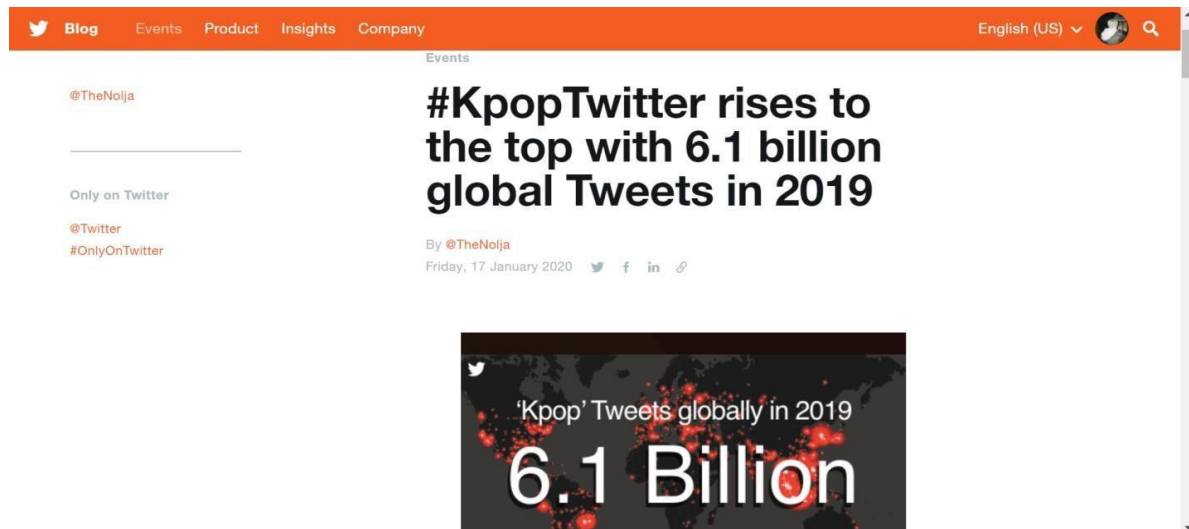 Blog Events Product Insights Company English (US)
@TheNolja
Only on Twitter
@Twitter
#OnlyOnTwitter
Events
#KpopTwitter rises to
the top with 6.1 billion
global Tweets in 2019
By @TheNolja
Friday, 17 January 2020 f in
'Kpop' Tweets globally in 2019
6.1 Billion